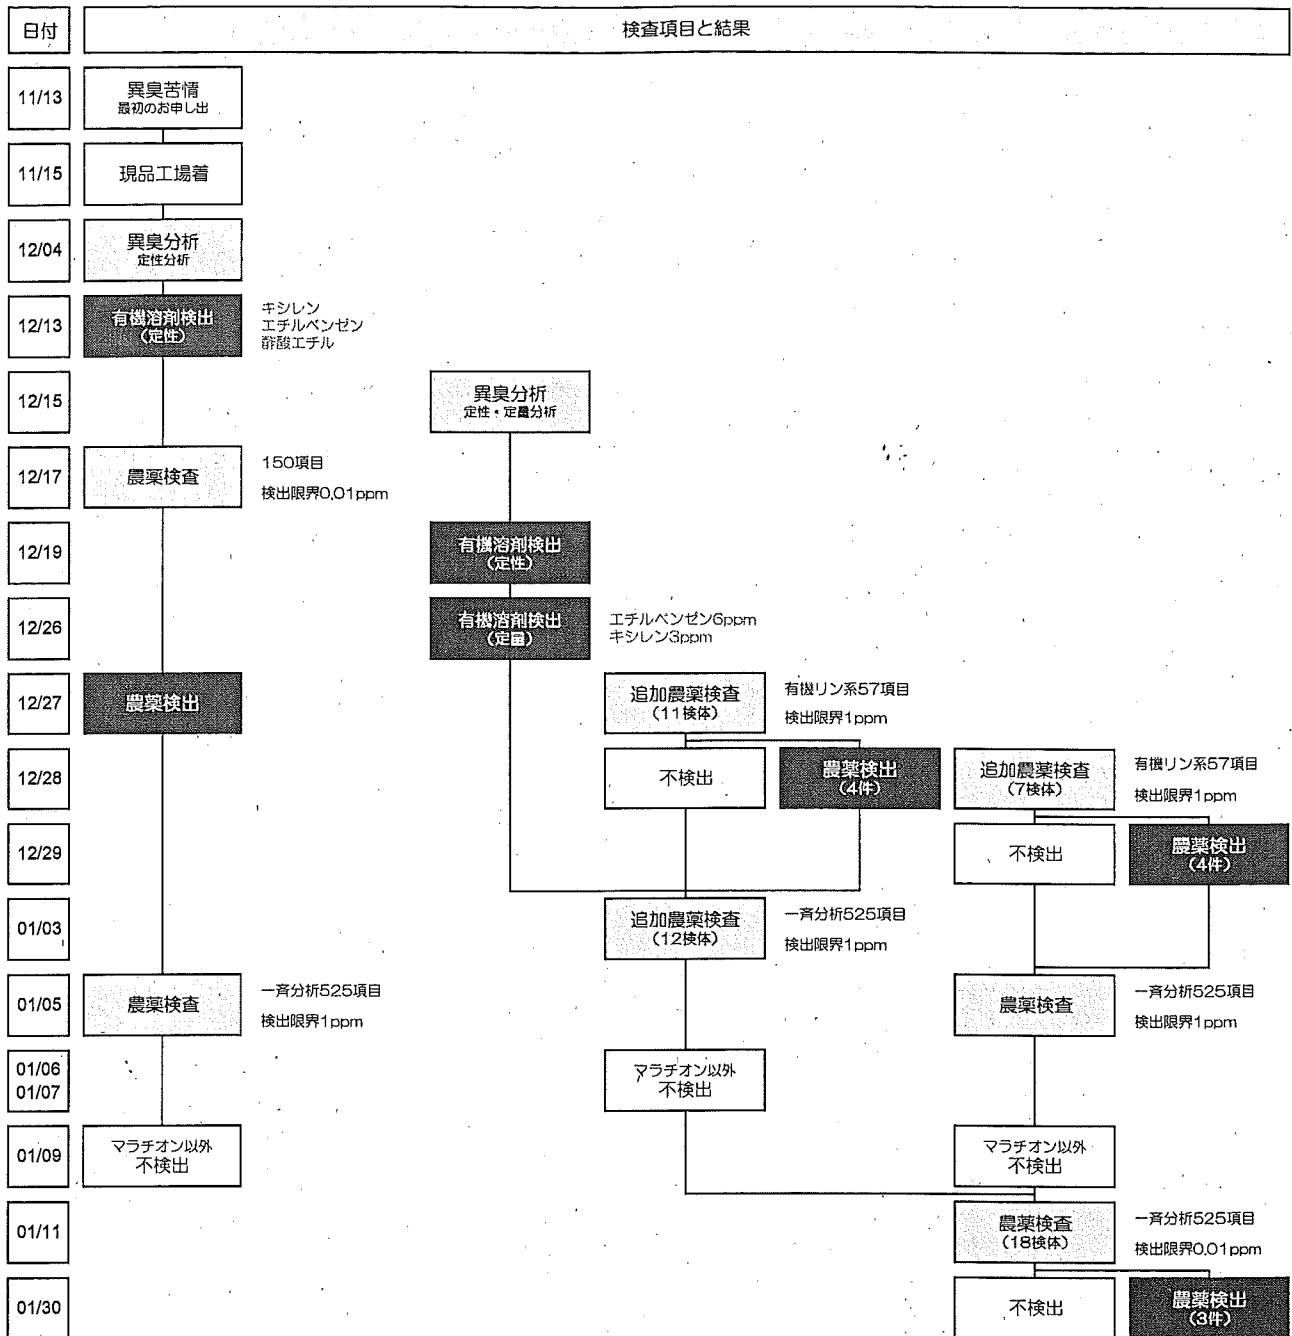 日付
検査項目と結果
11/13
異臭苦情
最初のお申し出
11/15
現品工場着
12/04
異臭分析
定性分析
12/13
有機溶剤検出
(定性)
キシレン
エチルベンゼン
酢酸エチル
12/15
異臭分析
定性・定量分析
12/17
農薬検査
150項目
検出限界0.01ppm
12/19
有機溶剤検出
(定性)
12/26
有機溶剤検出
(定量)
エチルベンゼン6ppm
キシレン3ppm
12/27
農薬検出
追加農薬検査
(11検体)
有機リン系57項目
検出限界1ppm
12/28
不検出
農薬検出
(4件)
追加農薬検査
(7検体)
有機リン系57項目
検出限界1ppm
12/29
不検出
農薬検出
(4件)
01/03
追加農薬検査
(12検体)
一斉分析525項目
検出限界1ppm
01/05
農薬検査
一斉分析525項目
検出限界1ppm
農薬検査
一斉分析525項目
検出限界1ppm
01/06
01/07
マラチオン以外
不検出
01/09
マラチオン以外
不検出
マラチオン以外
不検出
01/11
農薬検査
(18検体)
一斉分析525項目
検出限界0.01ppm
01/30
不検出
農薬検出
(3件)